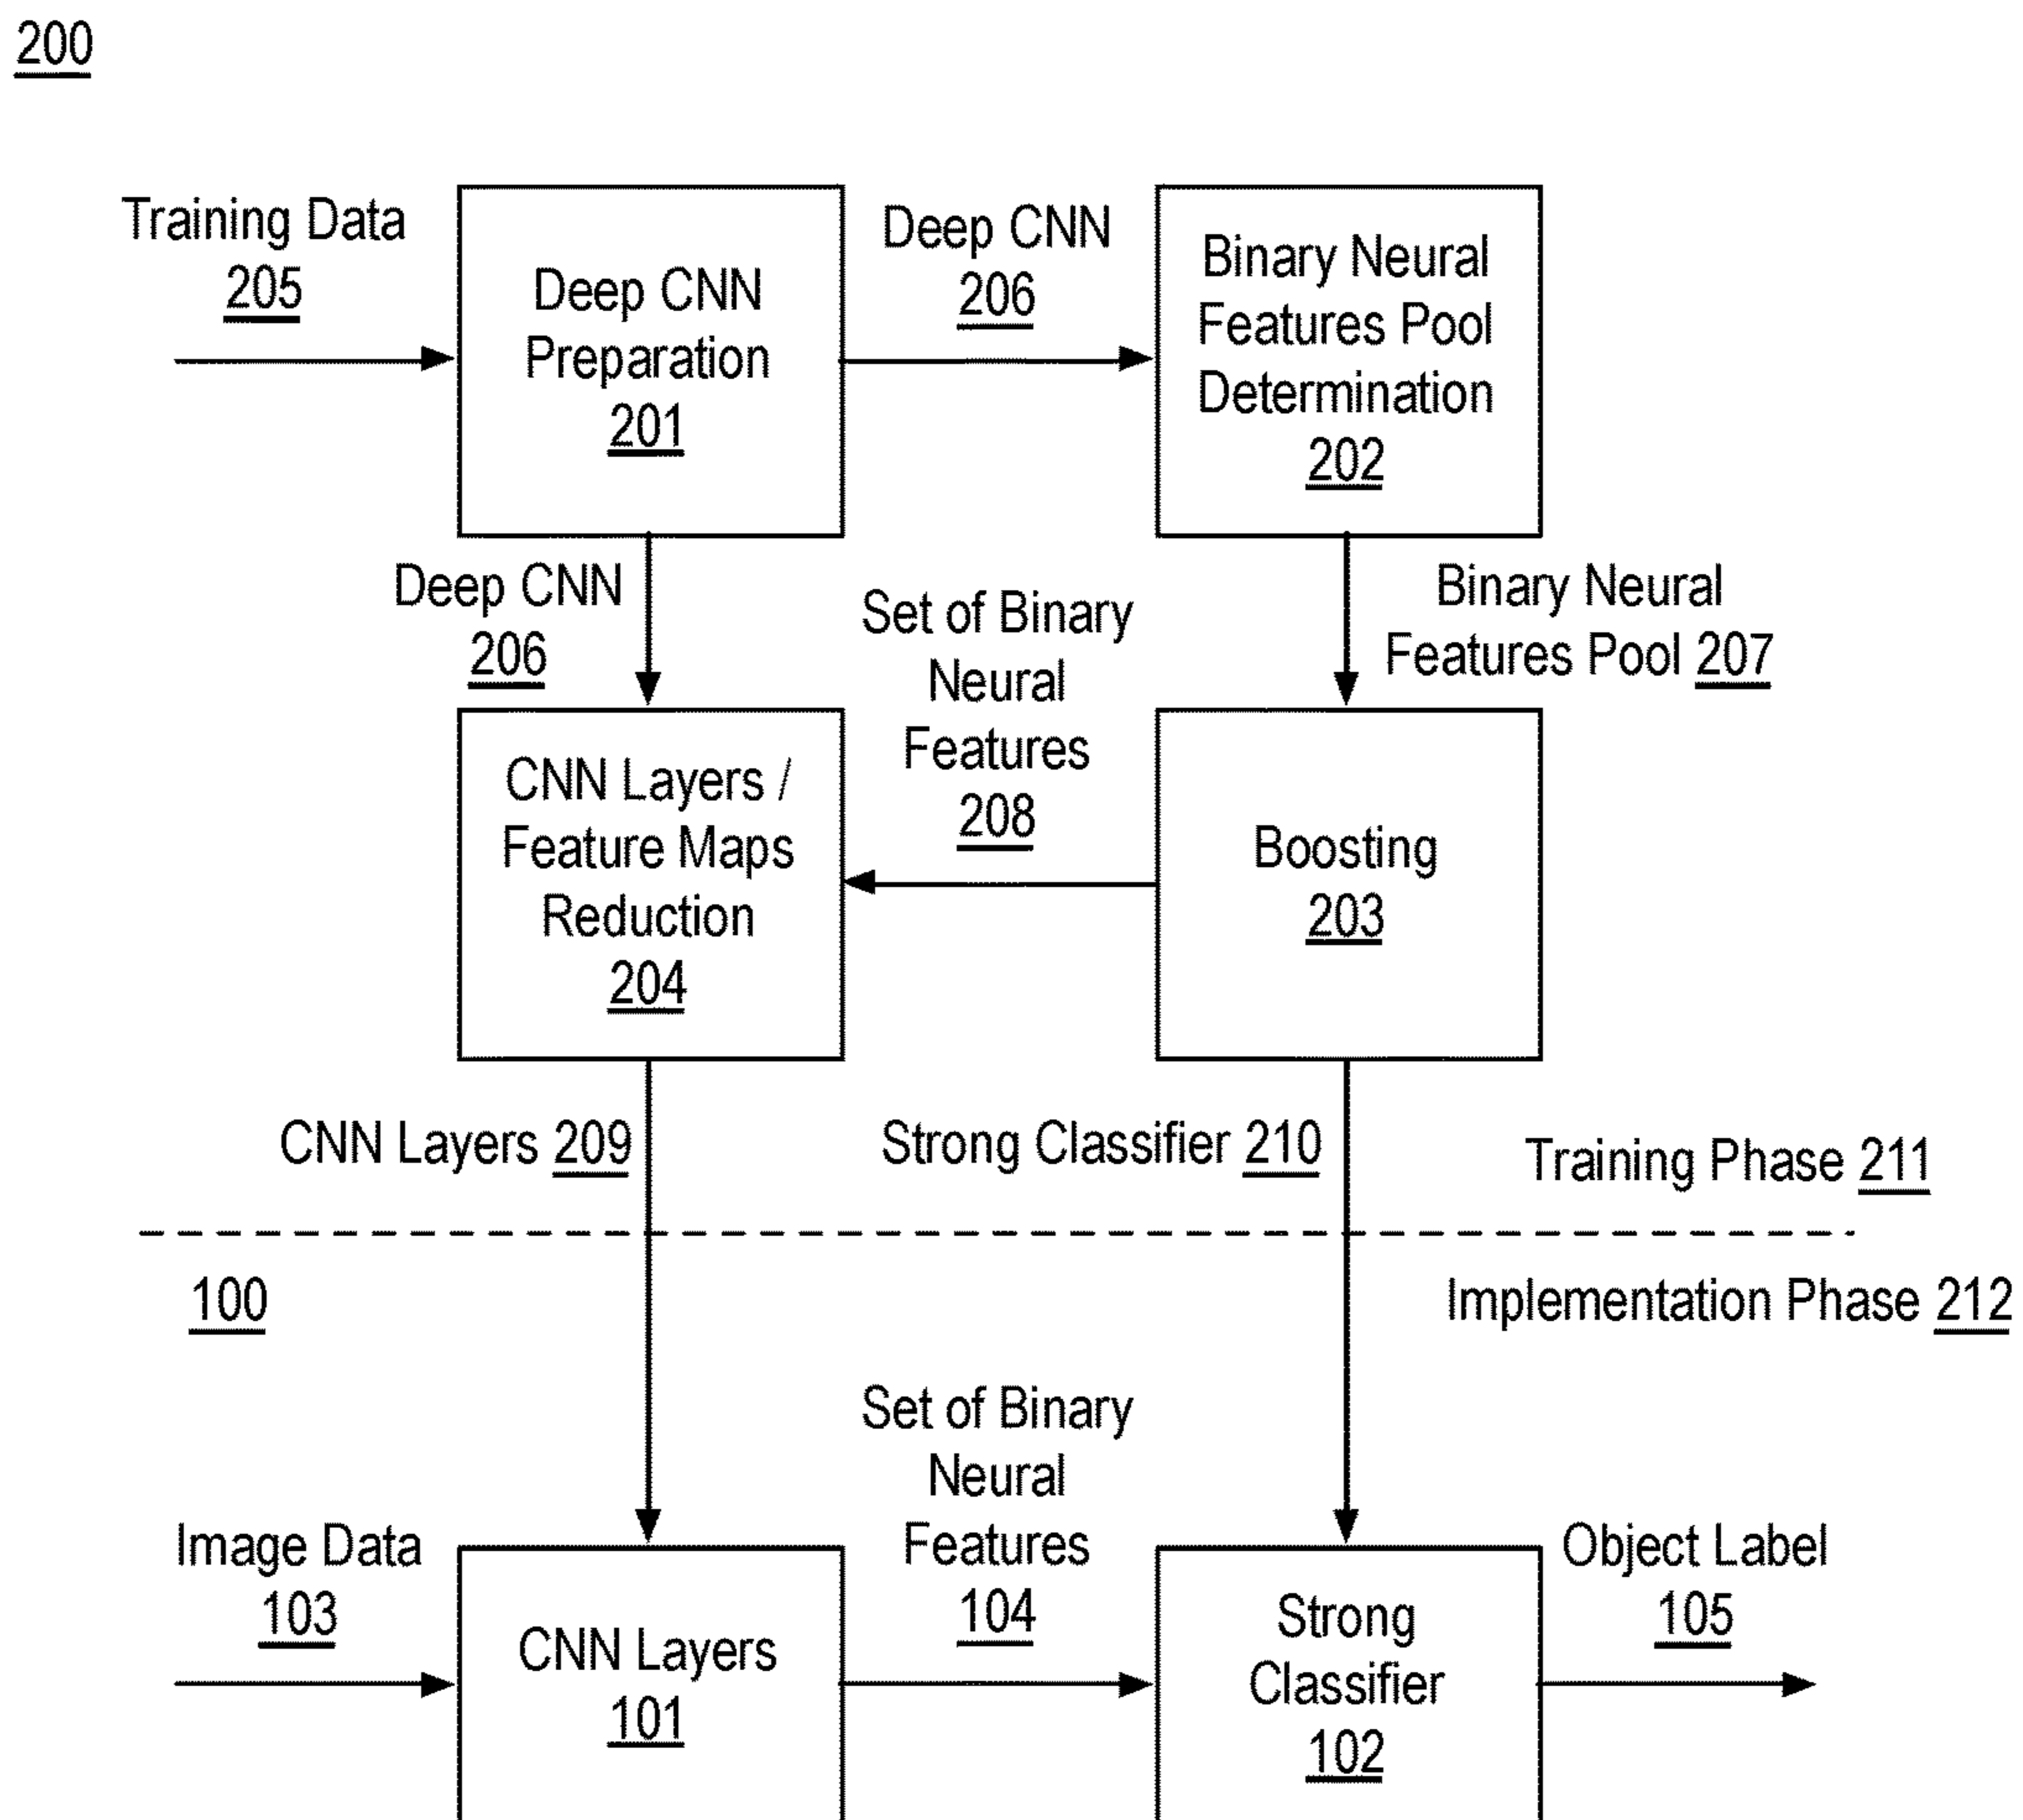 200
Training Data
205
Deep CNN
Preparation
201
Deep CNN
206
Binary Neural
Features Pool
Determination
202
Deep CNN
206
Set of Binary
Neural
Features
208
Binary Neural
Features Pool 207
CNN Layers /
Feature Maps
Reduction
204
Boosting
203
CNN Layers 209
Strong Classifier 210
Training Phase 211
100
Implementation Phase 212
Image Data
103
CNN Layers
101
Set of Binary
Neural
Features
104
Strong
Classifier
102
Object Label
105